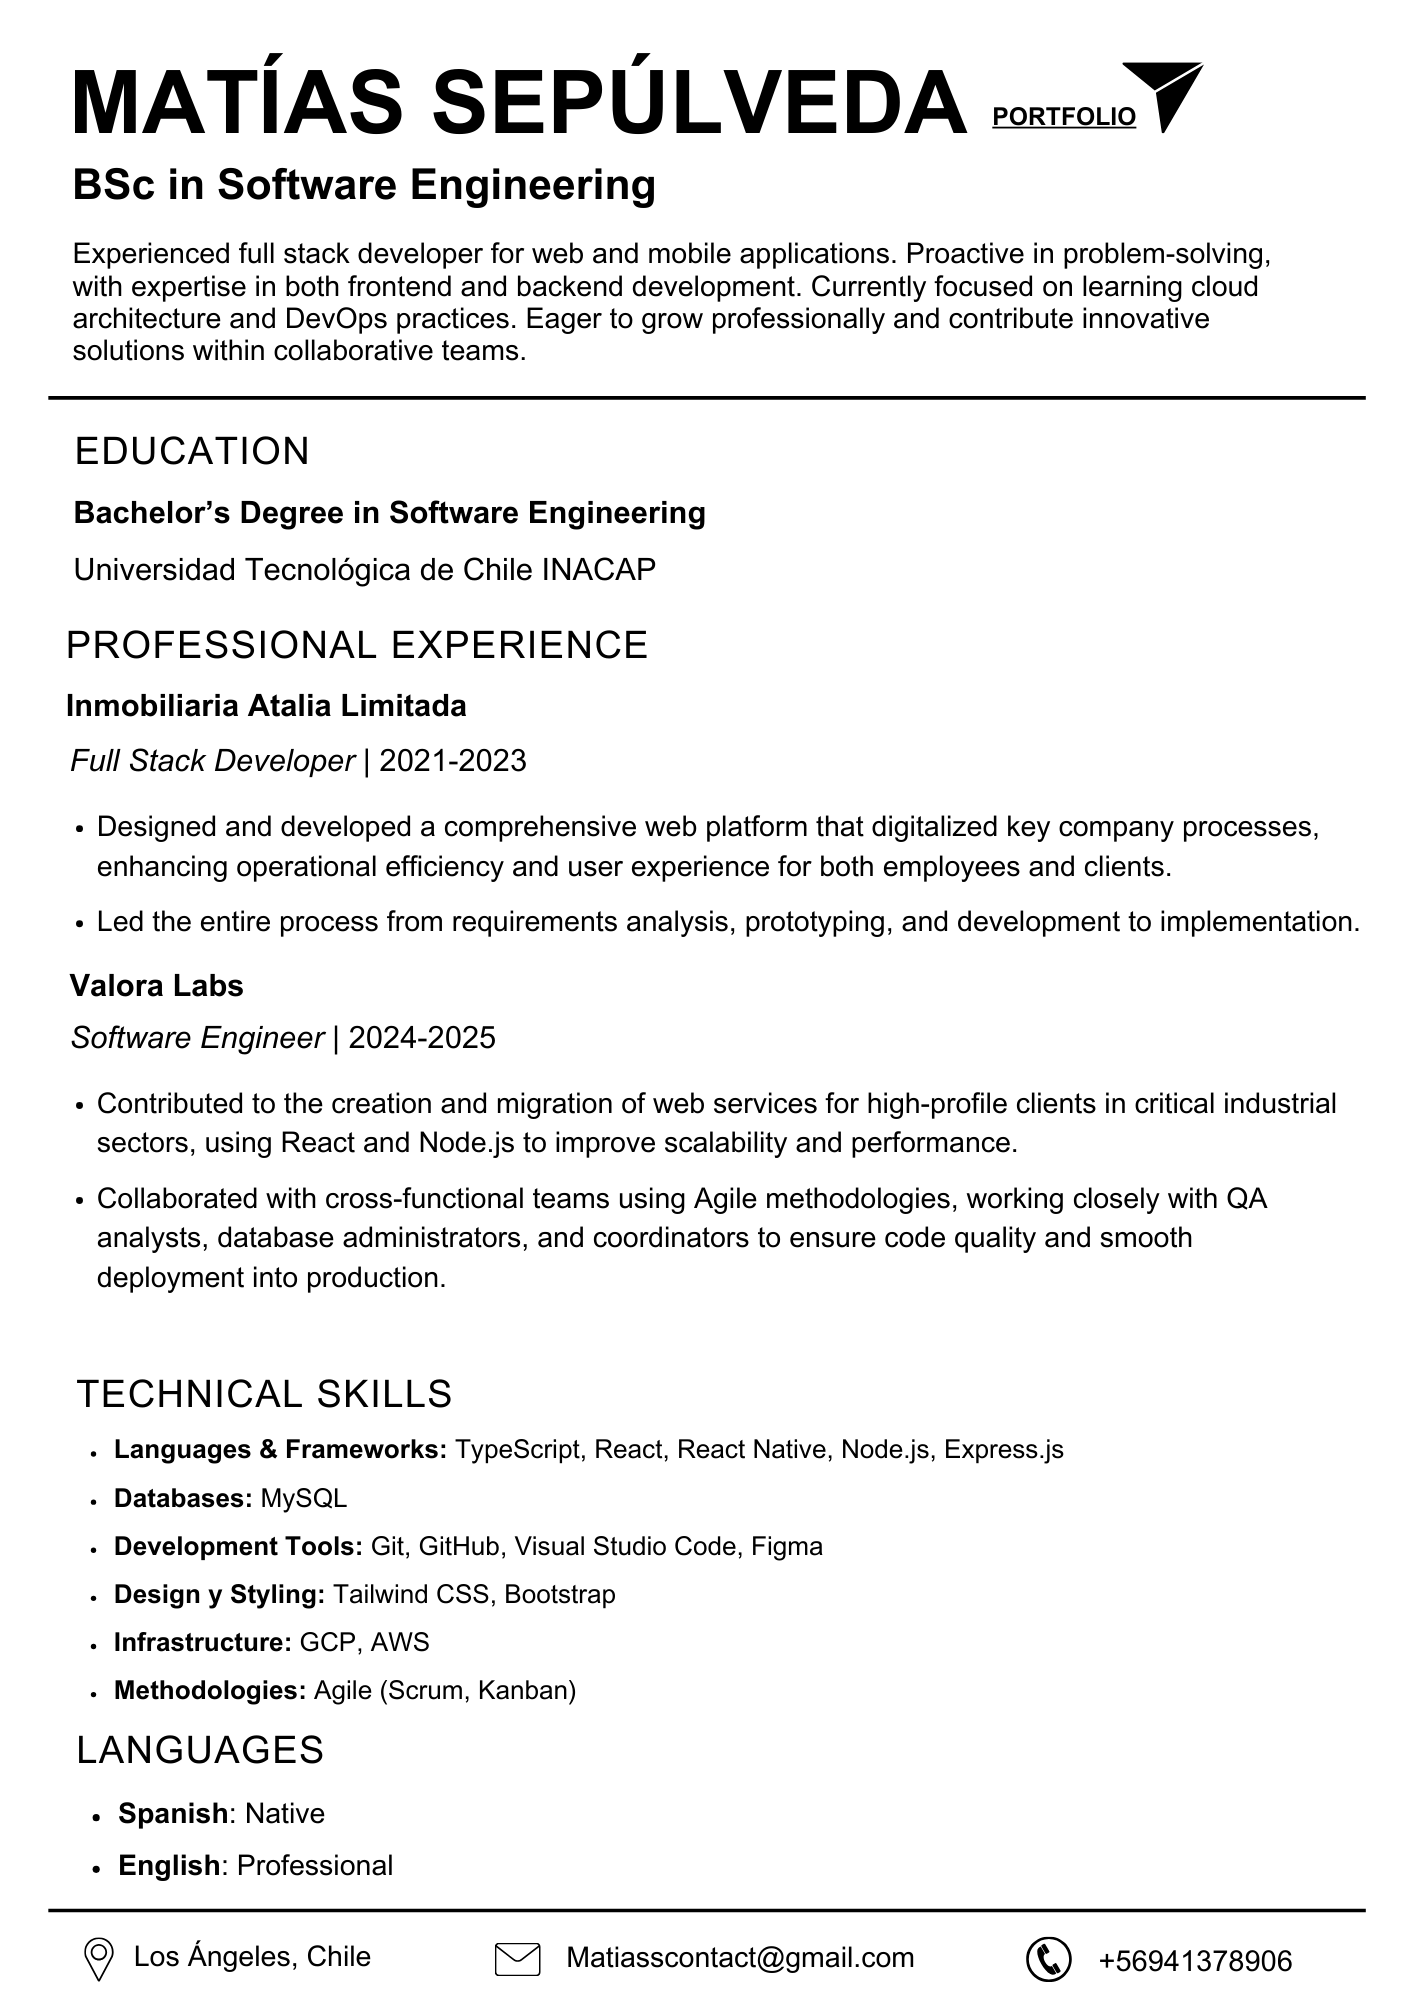 MATÍAS SEPÚLVEDA PORTFOLIO
BSc in Software Engineering
Experienced full stack developer for web and mobile applications. Proactive in problem-solving,
with expertise in both frontend and backend development. Currently focused on learning cloud
architecture and DevOps practices. Eager to grow professionally and contribute innovative
solutions within collaborative teams.
EDUCATION
Bachelor’s Degree in Software Engineering
Universidad Tecnológica de Chile INACAP
PROFESSIONAL EXPERIENCE
Inmobiliaria Atalia Limitada
Full Stack Developer | 2021-2023
• Designed and developed a comprehensive web platform that digitalized key company processes,
enhancing operational efficiency and user experience for both employees and clients.
• Led the entire process from requirements analysis, prototyping, and development to implementation.
Valora Labs
Software Engineer | 2024-2025
• Contributed to the creation and migration of web services for high-profile clients in critical industrial
sectors, using React and Node.js to improve scalability and performance.
• Collaborated with cross-functional teams using Agile methodologies, working closely with QA
analysts, database administrators, and coordinators to ensure code quality and smooth
deployment into production.
TECHNICAL SKILLS
• Languages & Frameworks: TypeScript, React, React Native, Node.js, Express.js
• Databases: MySQL
• Development Tools: Git, GitHub, Visual Studio Code, Figma
• Design y Styling: Tailwind CSS, Bootstrap
• Infrastructure: GCP, AWS
• Methodologies: Agile (Scrum, Kanban)
LANGUAGES
• Spanish: Native
• English: Professional
Los Ángeles, Chile Matiasscontact@gmail.com +56941378906